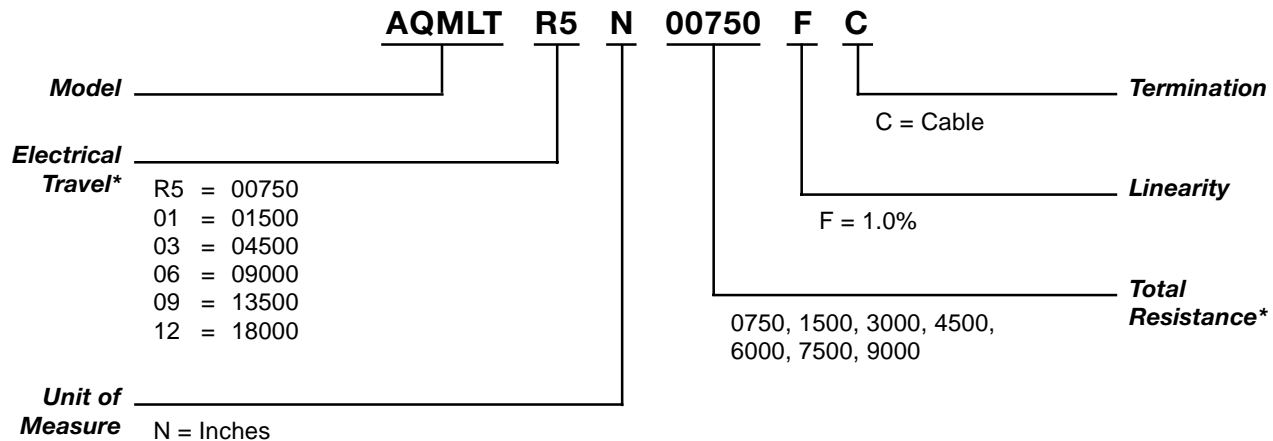 AQMLT R5 N 00750 F C
Model
Termination
C = Cable
Electrical
Travel*
R5 = 00750
01 = 01500
03 = 04500
06 = 09000
09 = 13500
12 = 18000
Linearity
F = 1.0%
Total
Resistance*
0750, 1500, 3000, 4500,
6000, 7500, 9000
Unit of
Measure
N = Inches